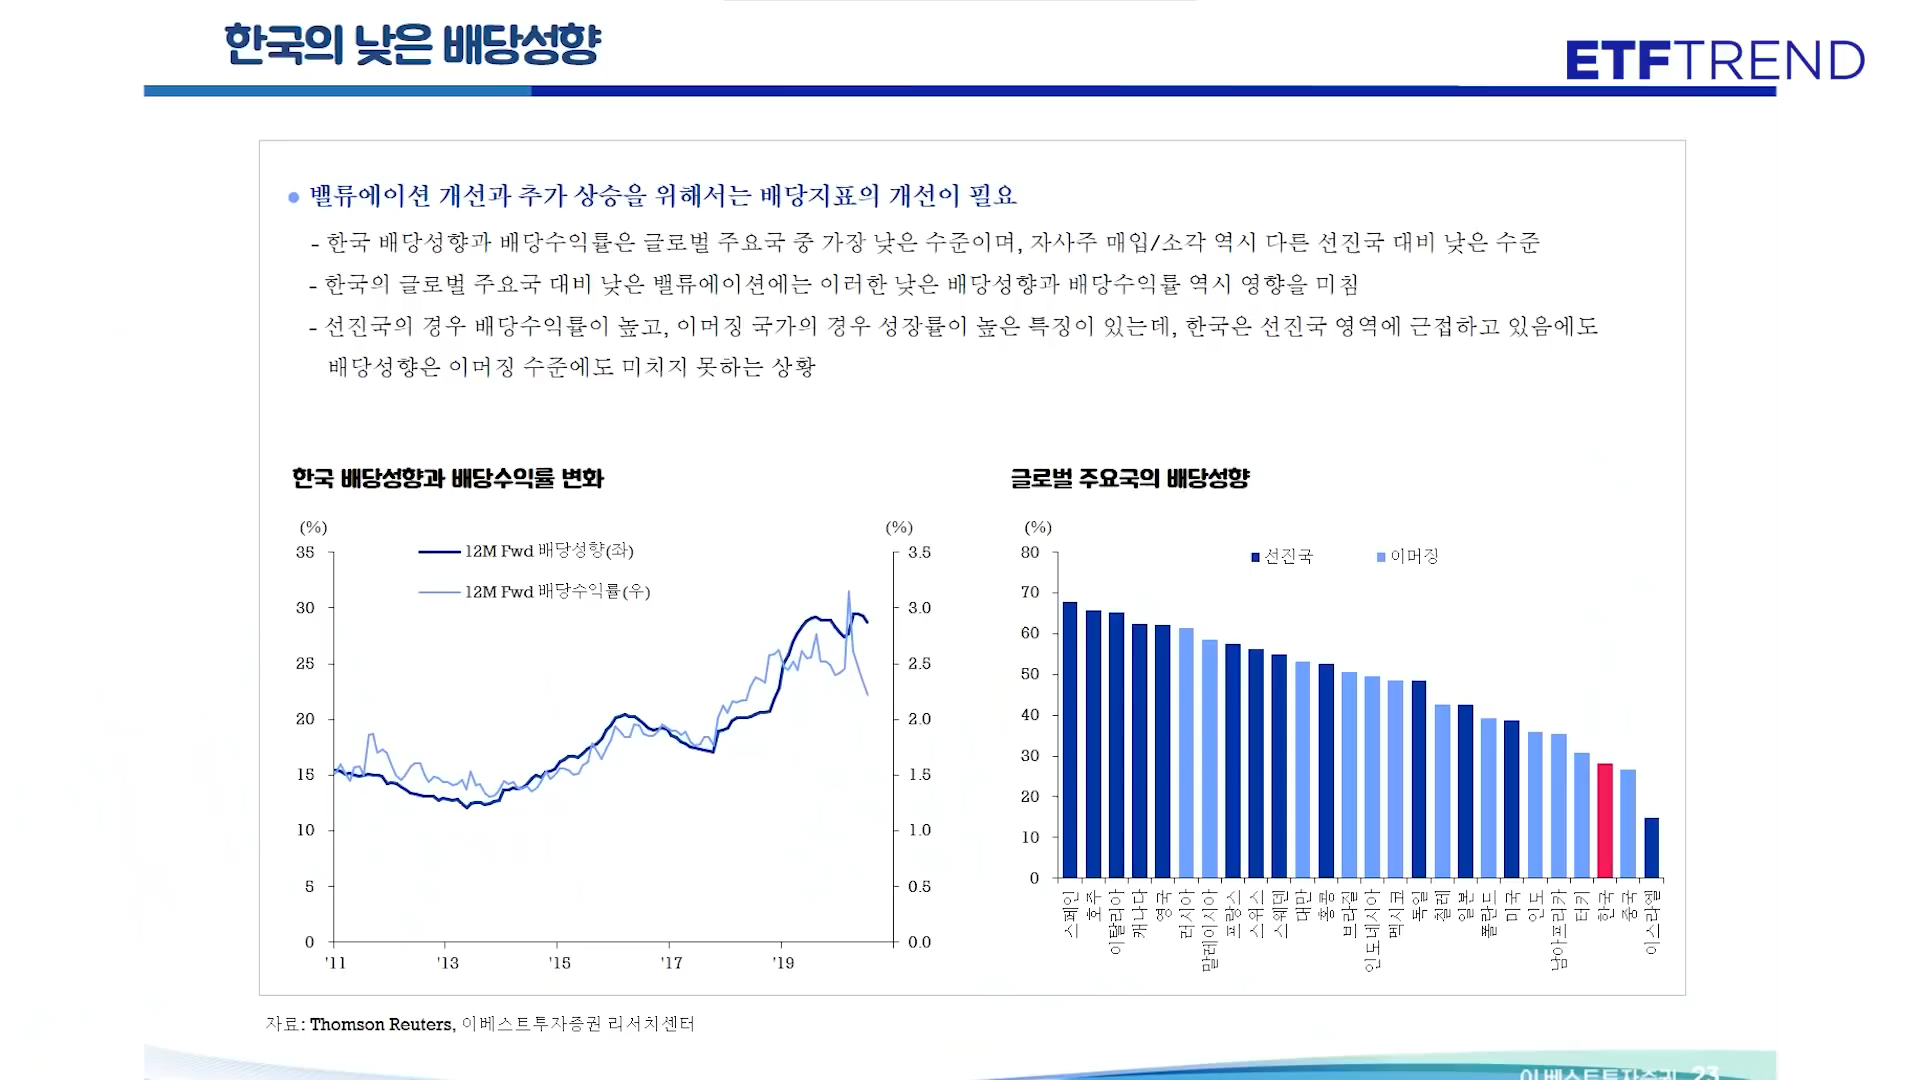 한국의 낮은 배당성향
ETFTREND
밸류에이션 개선과 추가 상승을 위해서는 배당지표의 개선이 필요
- 한국 배당성향과 배당수익률은 글로벌 주요국 중 가장 낮은 수준이며, 자사주 매입/소각 역시 다른 선진국 대비 낮은 수준
- 한국의 글로벌 주요국 대비 낮은 밸류에이션에는 이러한 낮은 배당성향과 배당수익률 역시 영향을 미침
- 선진국의 경우 배당수익률이 높고, 이머징 국가의 경우 성장률이 높은 특징이 있는데, 한국은 선진국 영역에 근접하고 있음에도
배당성향은 이머징 수준에도 미치지 못하는 상황
한국 배당성향과 배당수익률 변화
(%)
(%)
12M Fwd 배당성향(좌)
12M Fwd 배당수익률(우)
35
30
25
20
15
10
5
0
3.5
3.0
2.5
2.0
1.5
1.0
0.5
0.0
'11
'13
'15
'17
'19
글로벌 주요국의 배당성향
(%)
선진국
이머징
80
70
60
50
40
30
20
10
0
스페인
호주
이탈리아
캐나다
영국
러시아
말레이시아
프랑스
스위스
스웨덴
대만
홍콩
브라질
인도네시아
멕시코
독일
칠레
일본
폴란드
미국
인도
남아프리카
터키
한국
중국
이스라엘
자료: Thomson Reuters, 이베스트투자증권 리서치센터
이베스트투자증권 23